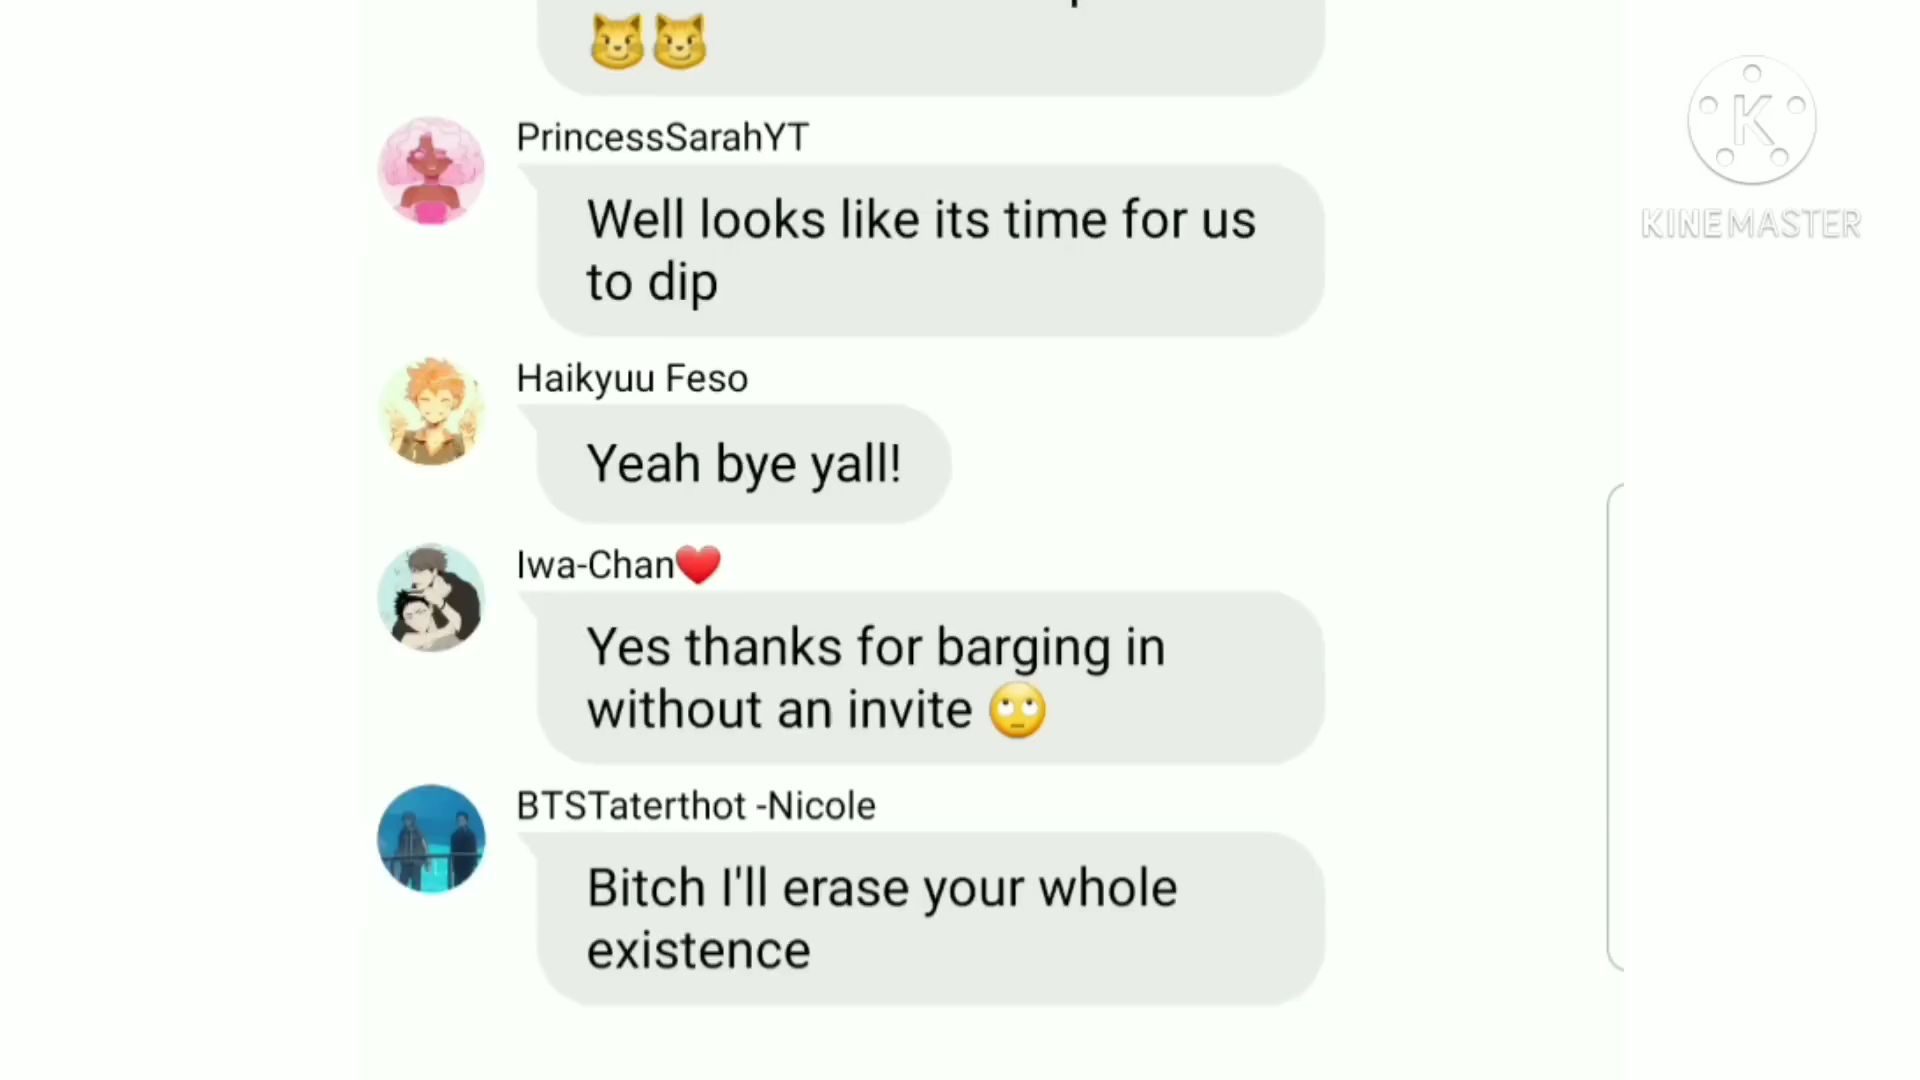 😼😼
PrincessSarahYT
Well looks like its time for us
to dip
Haikyuu Feso
Yeah bye yall!
Iwa-Chan❤️
Yes thanks for barging in
without an invite 🙄
BTSTaterthot -Nicole
Bitch I'll erase your whole
existence
K
KINEMASTER